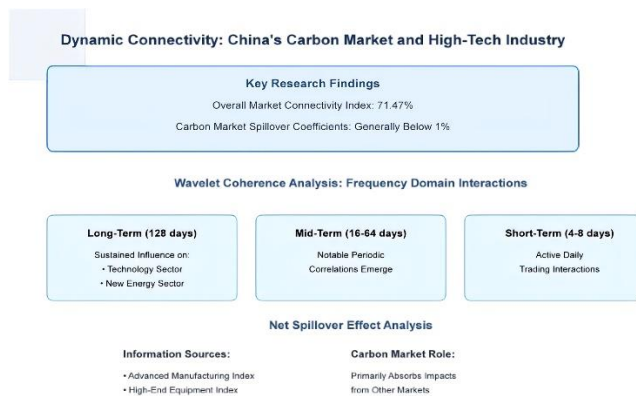 Dynamic Connectivity: China's Carbon Market and High-Tech Industry
Key Research Findings
Overall Market Connectivity Index: 71.47%
Carbon Market Spillover Coefficients: Generally Below 1%
Wavelet Coherence Analysis: Frequency Domain Interactions
Long-Term (128 days)
Sustained Influence on:
• Technology Sector
• New Energy Sector
Mid-Term (16-64 days)
Notable Periodic
Correlations Emerge
Short-Term (4-8 days)
Active Daily
Trading Interactions
Net Spillover Effect Analysis
Information Sources:
• Advanced Manufacturing Index
• High-End Equipment Index
Carbon Market Role:
Primarily Absorbs Impacts
from Other Markets